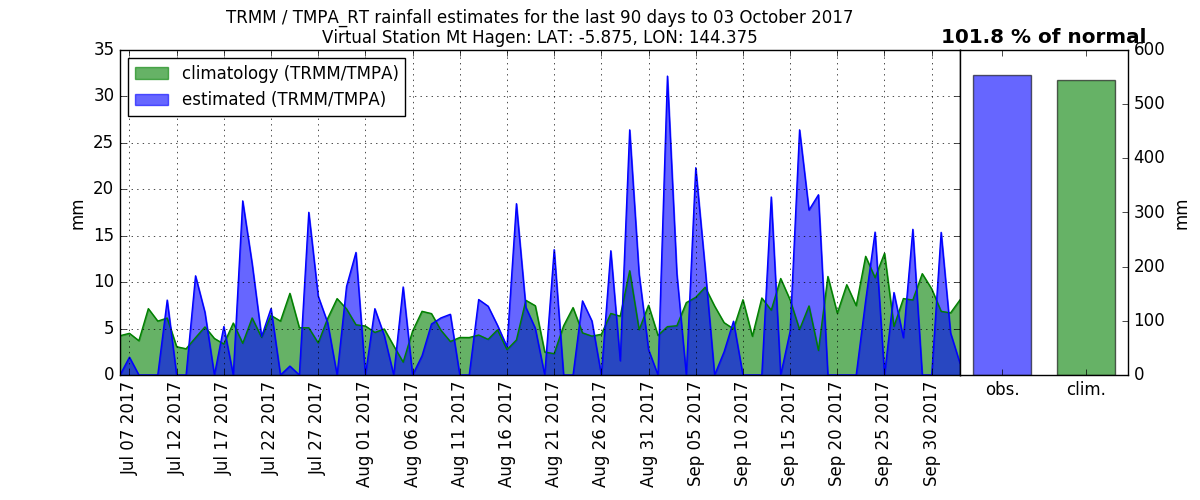 TRMM / TMPA_RT rainfall estimates for the last 90 days to 03 October 2017
Virtual Station Mt Hagen: LAT: -5.875, LON: 144.375
101.8 % of normal
climatology (TRMM/TMPA)
estimated (TRMM/TMPA)
35
30
25
20
15
10
5
0
mm
600
500
400
300
200
100
0
mm
obs.
clim.
Jul 07 2017
Jul 12 2017
Jul 17 2017
Jul 22 2017
Jul 27 2017
Aug 01 2017
Aug 06 2017
Aug 11 2017
Aug 16 2017
Aug 21 2017
Aug 26 2017
Aug 31 2017
Sep 05 2017
Sep 10 2017
Sep 15 2017
Sep 20 2017
Sep 25 2017
Sep 30 2017